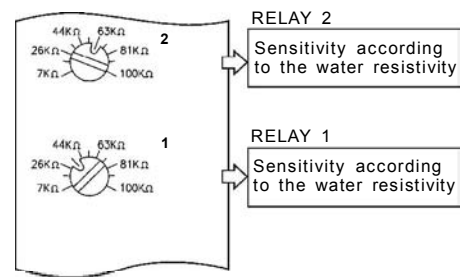 44KΩ 63KΩ 2
26KΩ 81KΩ
7KΩ 100KΩ
RELAY 2
Sensitivity according
to the water resistivity
44KΩ 63KΩ 1
26KΩ 81KΩ
7KΩ 100KΩ
RELAY 1
Sensitivity according
to the water resistivity